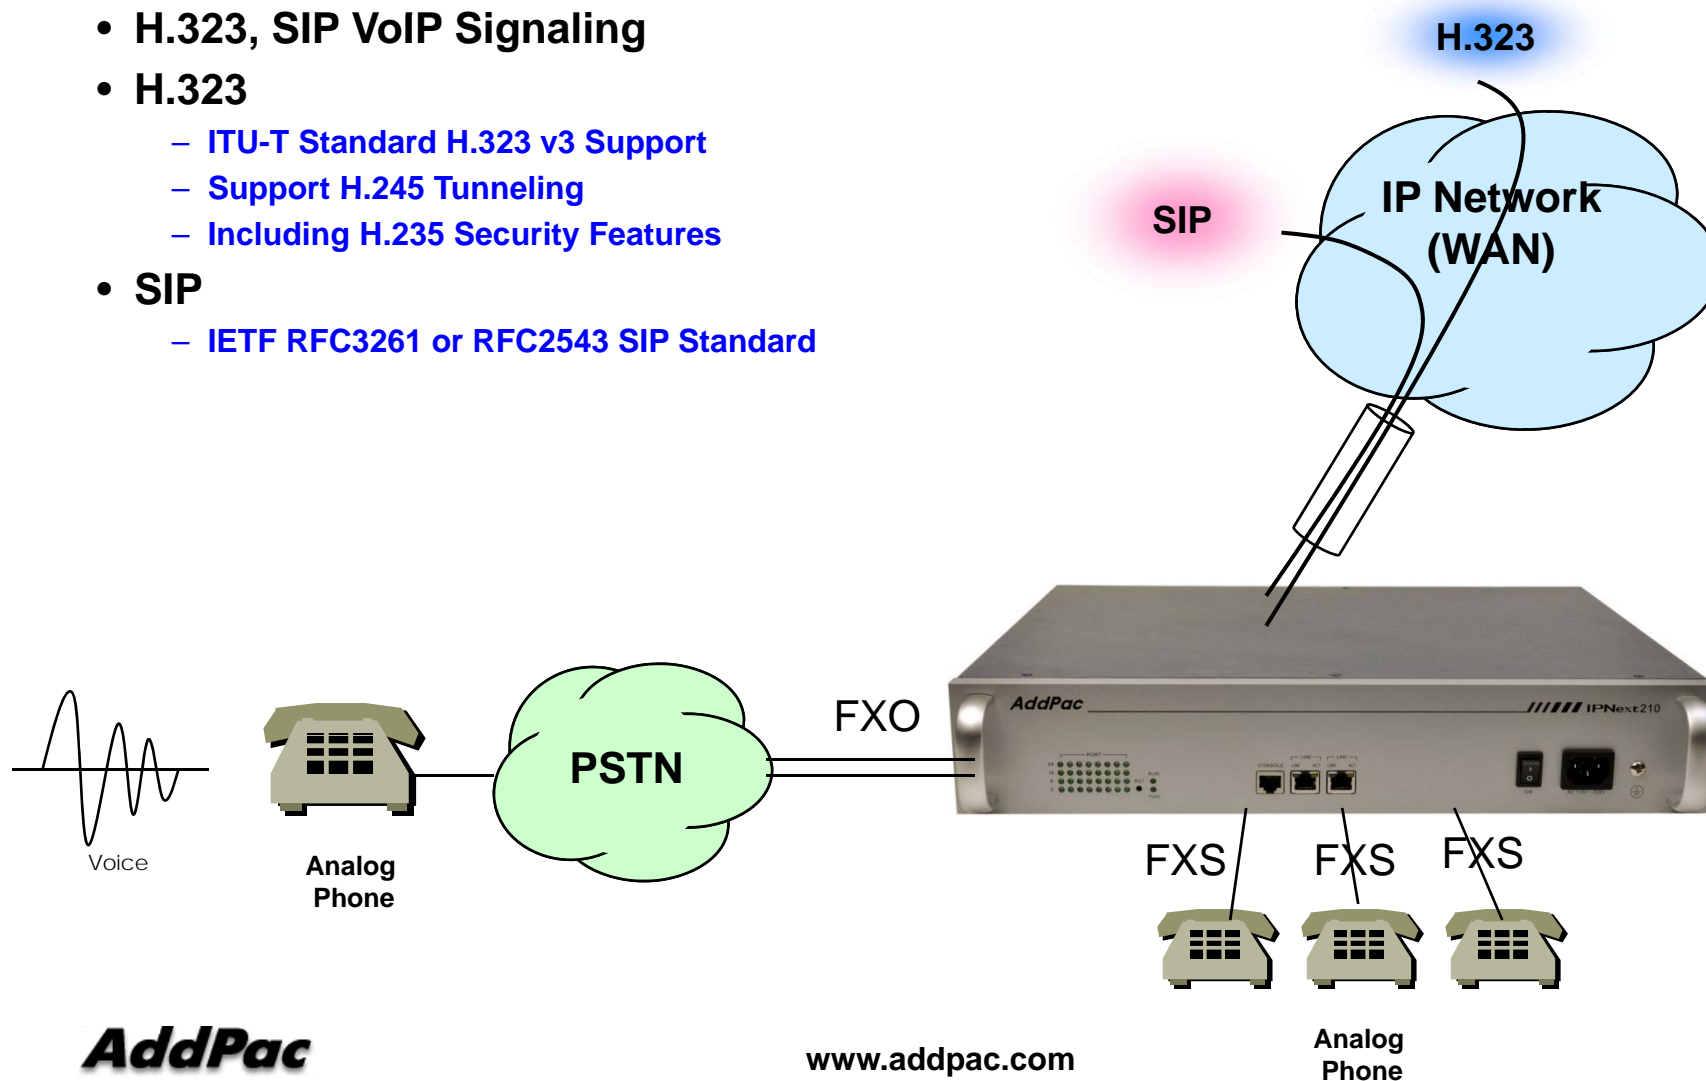 • H.323, SIP VoIP Signaling
• H.323
– ITU-T Standard H.323 v3 Support
– Support H.245 Tunneling
– Including H.235 Security Features
• SIP
– IETF RFC3261 or RFC2543 SIP Standard
H.323
SIP
IP Network
(WAN)
Voice
Analog
Phone
PSTN
FXO
AddPac
IPNext210
PORT
CONSOLE
FXS
FXS
FXS
Analog
Phone
AddPac
www.addpac.com